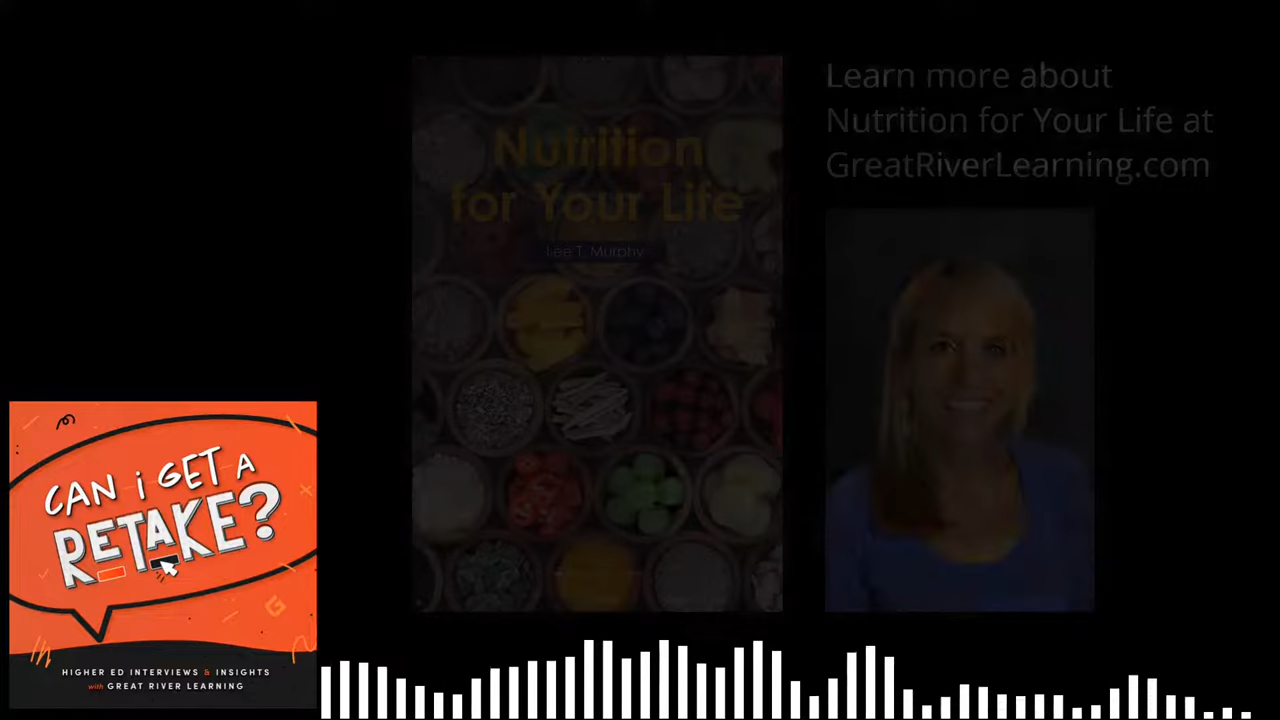 Learn more about
Nutrition for Your Life at
GreatRiverLearning.com
Nutrition
for Your Life
Lee T. Murphy
CAN i GET A
RETAKE?
HIGHER ED INTERVIEWS & INSIGHTS
with GREAT RIVER LEARNING